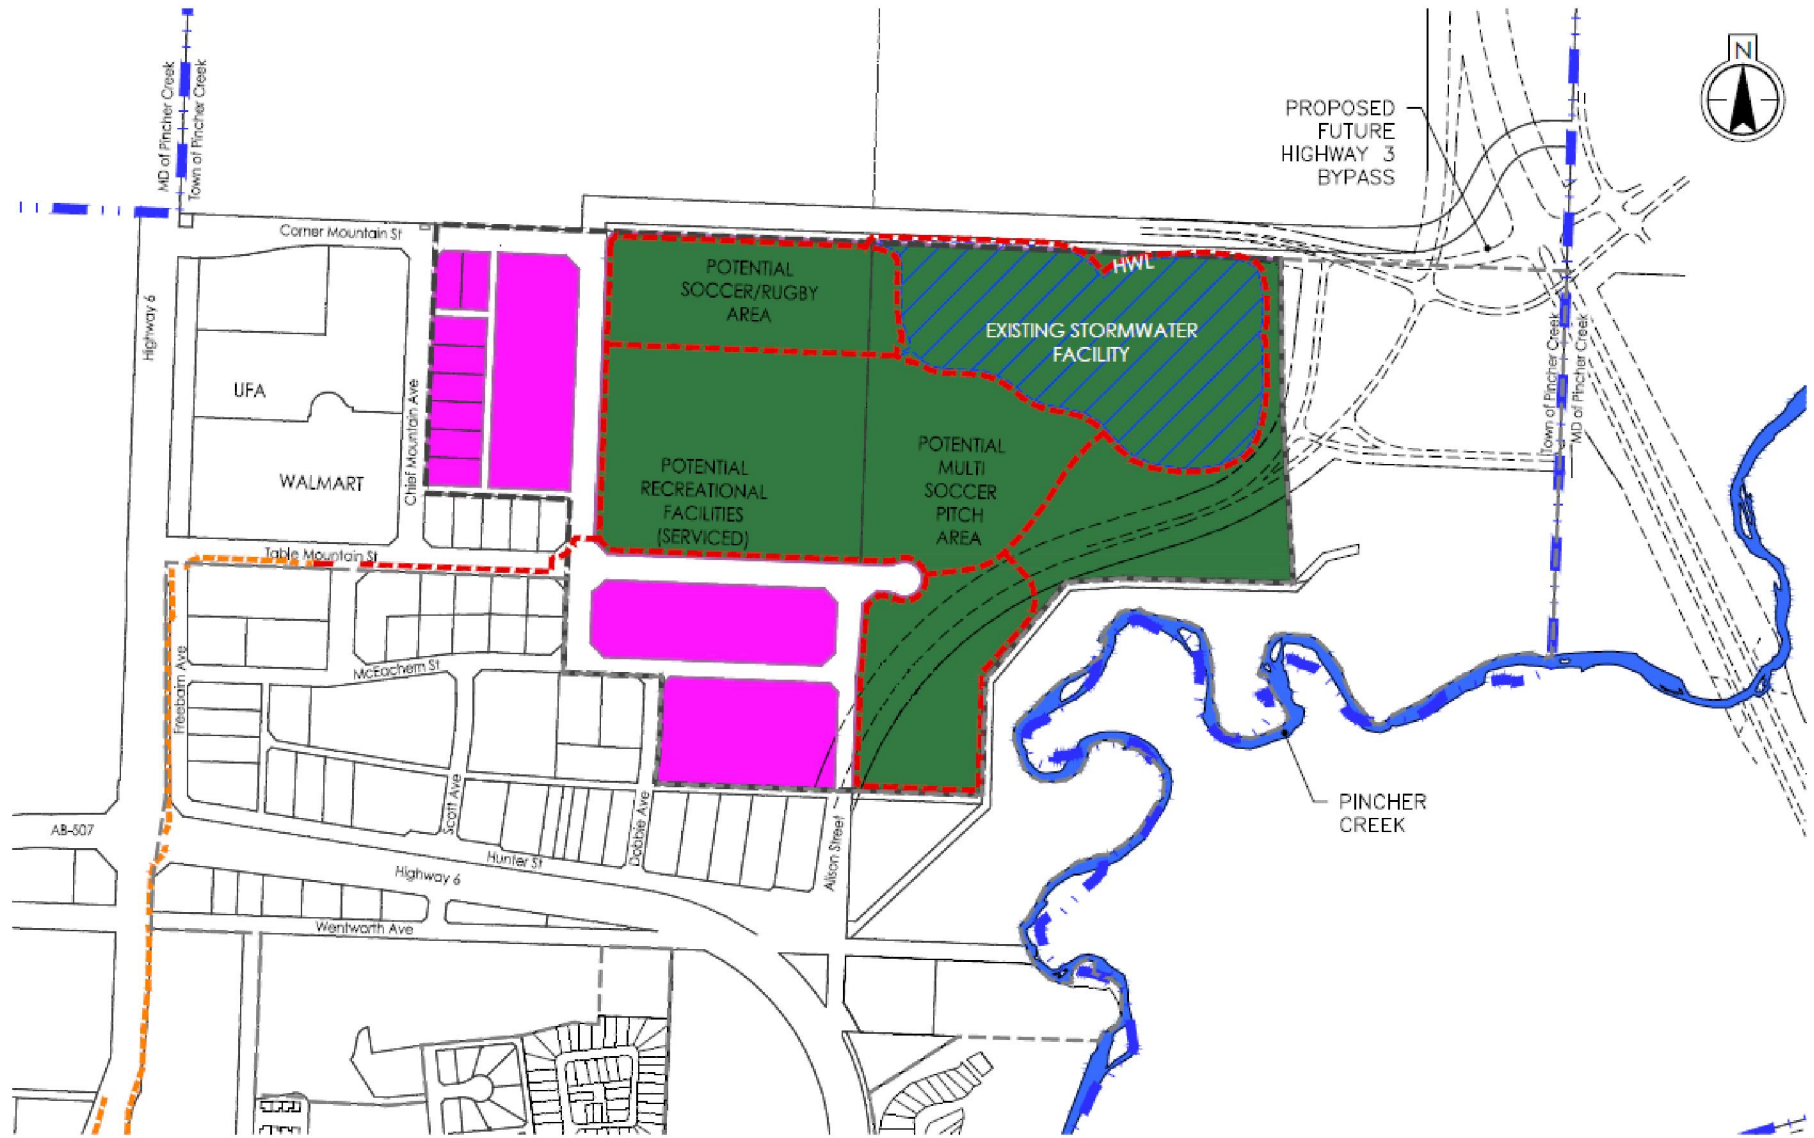 N
PROPOSED
FUTURE
HIGHWAY 3
BYPASS
MD of Pincher Creek
Town of Pincher Creek
Corner Mountain St
POTENTIAL
SOCCER/RUGBY
AREA
HWL
EXISTING STORMWATER
FACILITY
Highway 6
Chief Mountain Ave
UFA
WALMART
Town of Pincher Creek
MD of Pincher Creek
POTENTIAL
RECREATIONAL
FACILITIES
(SERVICED)
POTENTIAL
MULTI
SOCCER
PITCH
AREA
Table Mountain St
Freebairn Ave
McEachern St
Scott Ave
Dobbie Ave
Alison Street
PINCHER
CREEK
AB-507
Hunter St
Highway 6
Wentworth Ave